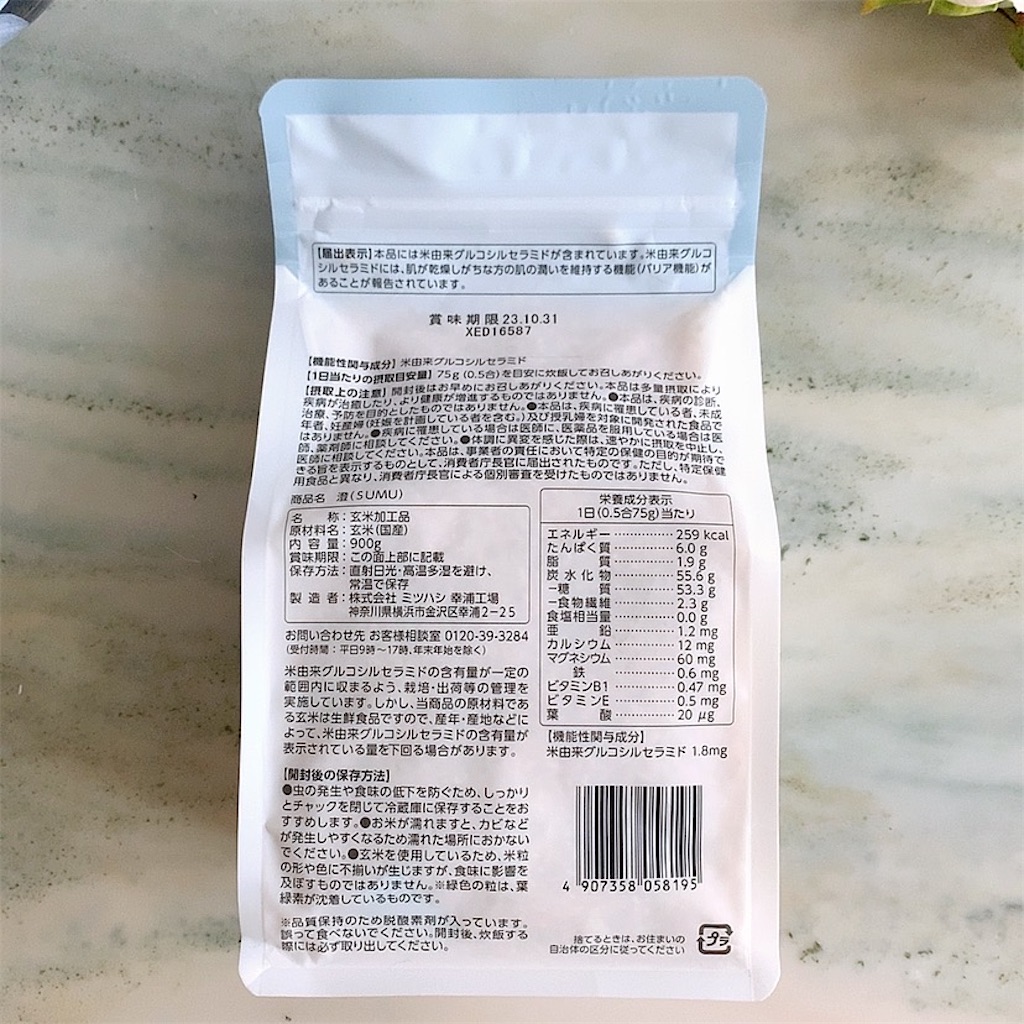 【届出表示】本品には米由来グルコシルセラミドが含まれています。米由来グルコ
シルセラミドには、肌が乾燥しがちな方の肌の潤いを維持する機能(バリア機能)が
あることが報告されています。
賞味期限23.10.31
XED16587
【機能性関与成分】米由来グルコシルセラミド
【1日当たりの摂取目安量】75g(0.5合)を目安に炊飯してお召しあがりください。
【摂取上の注意】開封後はお早めにお召しあがりください。本品は多量摂取により
疾病が治癒したり、より健康が増進するものではありません。●本品は、疾病の診断、
治療、予防を目的としたものではありません。●本品は、疾病に罹患している者、未成
年者、妊産婦(妊娠を計画している者を含む。)及び授乳婦を対象に開発された食品で
はありません。●疾病に罹患している場合は医師に、医薬品を服用している場合は医
師、薬剤師に相談してください。●体調に異変を感じた際は、速やかに摂取を中止し、
医師に相談してください。本品は、事業者の責任において特定の保健の目的が期待で
きる旨を表示するものとして、消費者庁長官に届出されたものです。ただし、特定保健
用食品と異なり、消費者庁長官による個別審査を受けたものではありません。
商品名 澄(SUMU)
名称:玄米加工品
原材料名:玄米(国産)
内容量:900g
賞味期限:この面上部に記載
保存方法:直射日光・高温多湿を避け、
常温で保存
製造者:株式会社 ミツハシ 幸浦工場
神奈川県横浜市金沢区幸浦2-25
お問い合わせ先 お客様相談室 0120-39-3284
(受付時間:平日9時〜17時、年末年始を除く)
米由来グルコシルセラミドの含有量が一定の
範囲内に収まるよう、栽培・出荷等の管理を
実施しています。しかし、当商品の原材料であ
る玄米は生鮮食品ですので、産年・産地などに
よって、米由来グルコシルセラミドの含有量が
表示されている量を下回る場合があります。
【開封後の保存方法】
●虫の発生や食味の低下を防ぐため、しっかり
とチャックを閉じて冷蔵庫に保存することをお
すすめします。●お米が濡れますと、カビなど
が発生しやすくなるため濡れた場所におかない
でください。●玄米を使用しているため、米粒
の形や色に不揃いが生じますが、食味に影響を
及ぼすものではありません。※緑色の粒は、葉
緑素が沈着しているものです。
※品質保持のため脱酸素剤が入っています。
誤って食べないでください。開封後、炊飯する
際には必ず取り出してください。
栄養成分表示
1日(0.5合75g)当たり
エネルギー……………259 kcal
たんぱく質……………6.0 g
脂質……………1.9 g
炭水化物……………55.6 g
−糖質……………53.3 g
−食物繊維……………2.3 g
食塩相当量……………0.0 g
亜鉛……………1.2 mg
カルシウム……………12 mg
マグネシウム……………60 mg
鉄……………0.6 mg
ビタミンB1……………0.47 mg
ビタミンE……………0.5 mg
葉酸……………20 μg
【機能性関与成分】
米由来グルコシルセラミド 1.8mg
4 907358 058195
捨てるときは、お住まいの
自治体の区分に従ってください
プラ